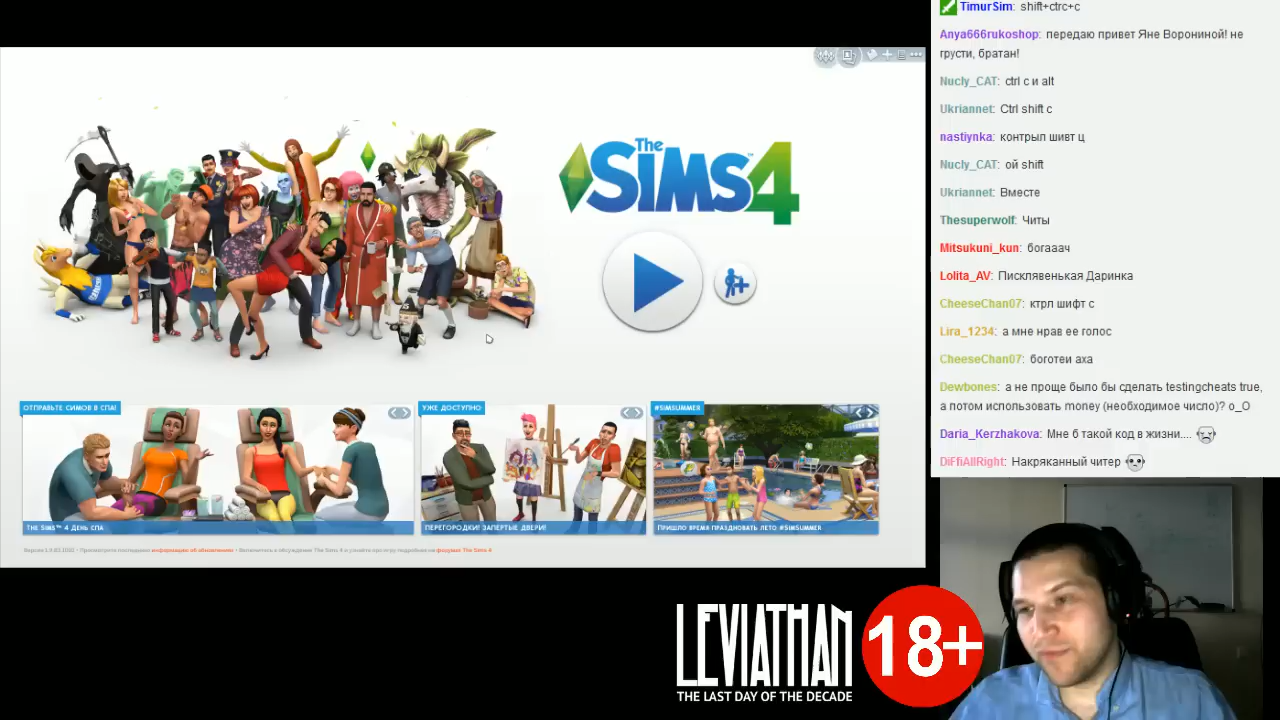 The
SIMS 4
ОТПРАВЬТЕ СИМОВ В СПА!
УЖЕ ДОСТУПНО
#SIMSUMMER
THE SIMS™ 4 ДЕНЬ СПА
ПЕРЕГОРОДКИ! ЗАПЕРТЫЕ ДВЕРИ!
ПРИШЛО ВРЕМЯ ПРАЗДНОВАТЬ ЛЕТО #SIMSUMMER
TimurSim: shift+ctrc+c
Anya666rukoshop: передаю привет Яне Ворониной! не
грусти, братан!
Nucly_CAT: ctrl c и alt
Ukriannet: Ctrl shift c
nastiynka: контрыл шивт ц
Nucly_CAT: ой shift
Ukriannet: Вместе
Thesuperwolf: Читы
Mitsukuni_kun: богааач
Lolita_AV: Писклявенькая Даринка
CheeseChan07: ктрл шифт с
Lira_1234: а мне нрав ее голос
CheeseChan07: боготеи аха
Dewbones: а не проще было бы сделать testingcheats true,
а потом использовать money (необходимое число)? o_O
Daria_Kerzhakova: Мне б такой код в жизни....
DiFfiAllRight: Накряканный читер
LEVIATHAN
THE LAST DAY OF THE DECADE
18+